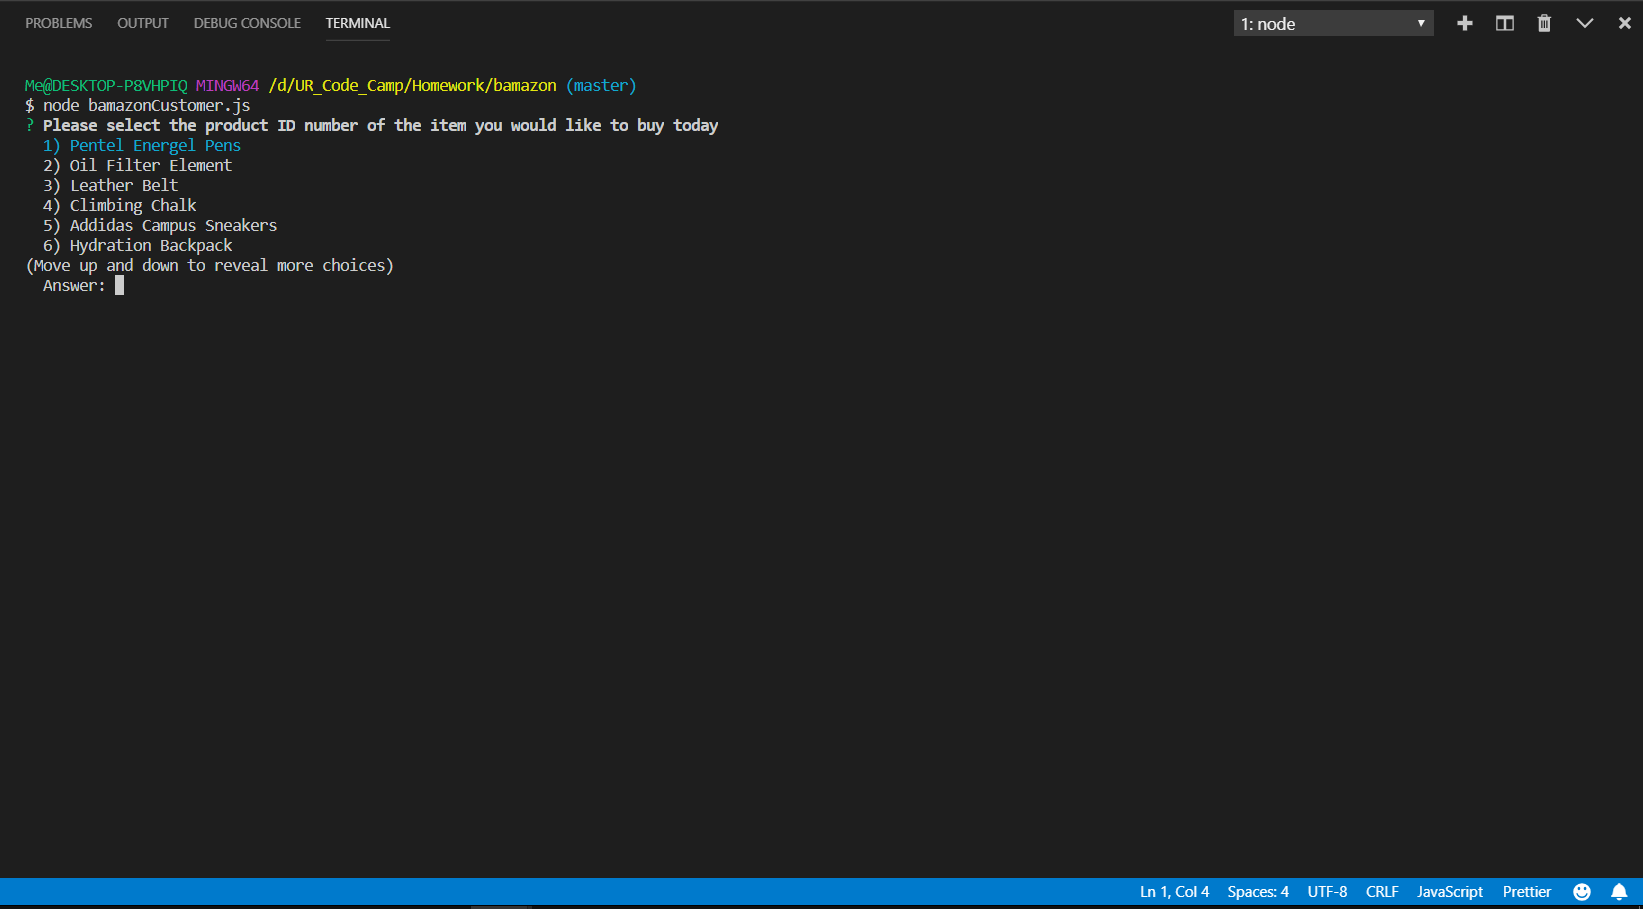 PROBLEMS OUTPUT DEBUG CONSOLE TERMINAL 1: node
Me@DESKTOP-P8VHPIQ MINGW64 /d/UR_Code_Camp/Homework/bamazon (master)
$ node bamazonCustomer.js
? Please select the product ID number of the item you would like to buy today
1) Pentel Energel Pens
2) Oil Filter Element
3) Leather Belt
4) Climbing Chalk
5) Addidas Campus Sneakers
6) Hydration Backpack
(Move up and down to reveal more choices)
Answer:
Ln 1, Col 4 Spaces: 4 UTF-8 CRLF JavaScript Prettier